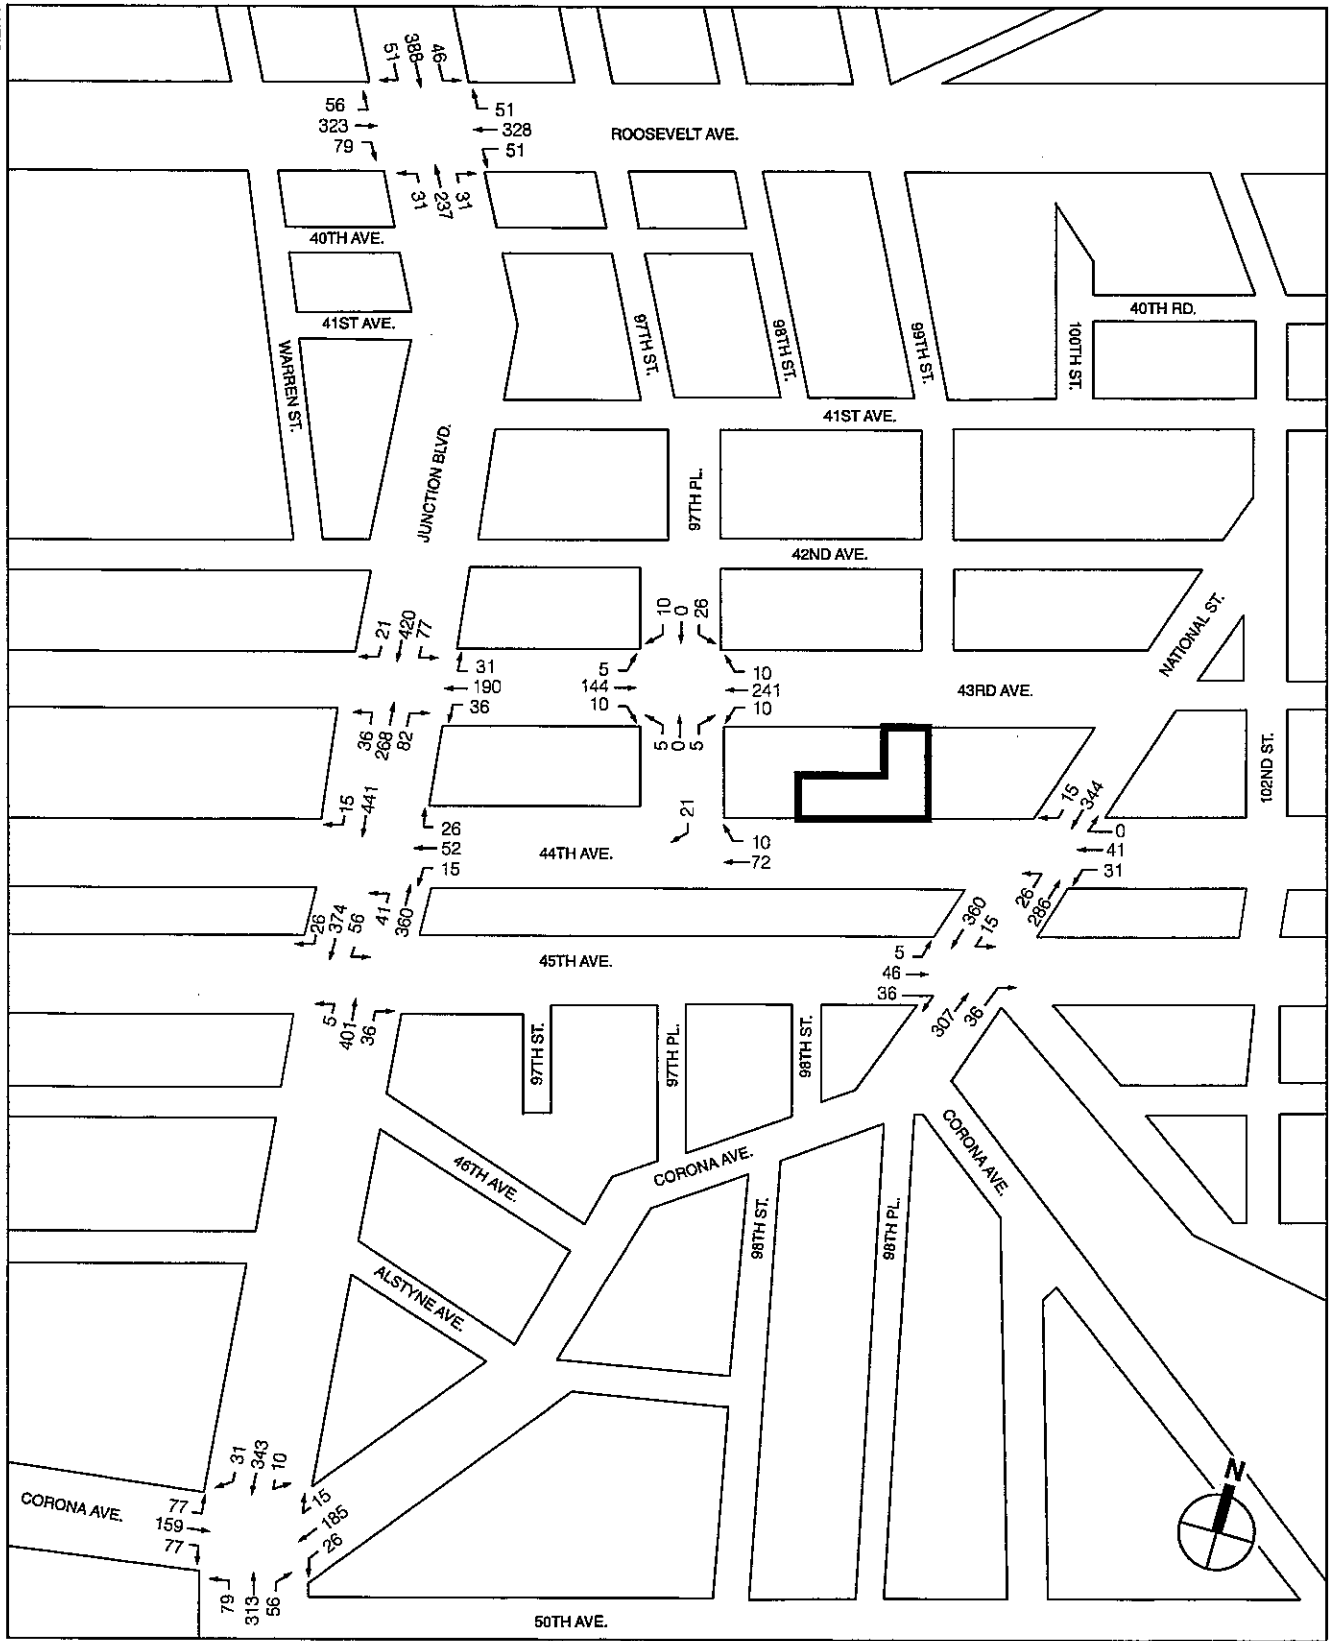 51
388
46
56
323
79
51
328
51
ROOSEVELT AVE.
31
237
31
40TH AVE.
41ST AVE.
WARREN ST.
JUNCTION BLVD.
97TH ST.
98TH ST.
99TH ST.
100TH ST.
40TH RD.
41ST AVE.
97TH PL.
42ND AVE.
NATIONAL ST.
21
420
77
31
190
36
36
268
82
10
0
26
5
144
10
10
241
10
5
0
5
43RD AVE.
102ND ST.
15
441
26
52
15
44TH AVE.
21
10
72
15
344
0
41
31
41
360
26
286
26
374
56
45TH AVE.
360
15
5
46
36
5
401
36
307
36
97TH ST.
97TH PL.
98TH ST.
46TH AVE.
CORONA AVE.
CORONA AVE.
98TH ST.
98TH PL.
ALSTYNE AVE.
31
343
10
CORONA AVE.
77
159
77
15
185
26
79
313
56
50TH AVE.
N